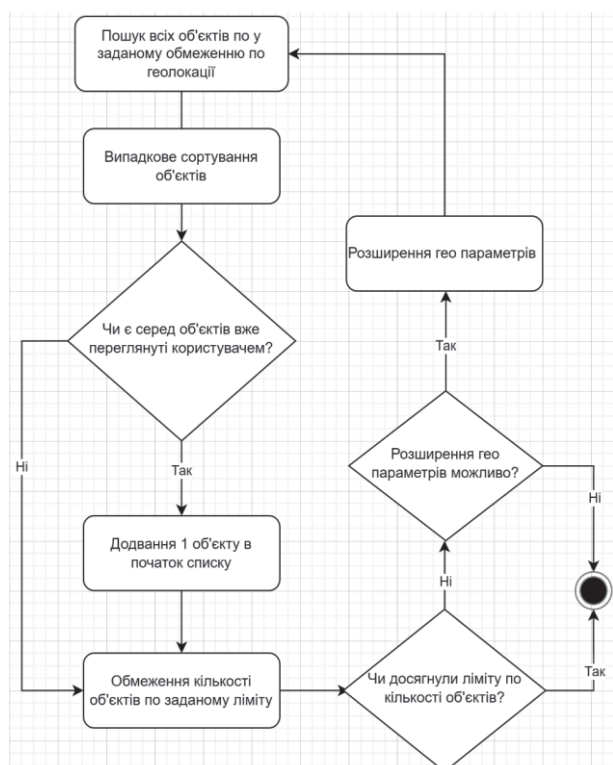 Пошук всіх об'єктів по у
заданому обмеженню по
геолокації
Випадкове сортування
об'єктів
Чи є серед об'єктів вже
переглянуті користувачем?
Ні
Так
Додвання 1 об'єкту в
початок списку
Обмеження кількості
об'єктів по заданому ліміту
Чи досягнули ліміту по
кількості об'єктів?
Ні
Так
Розширення гео
параметрів можливо?
Ні
Так
Розширення гео параметрів